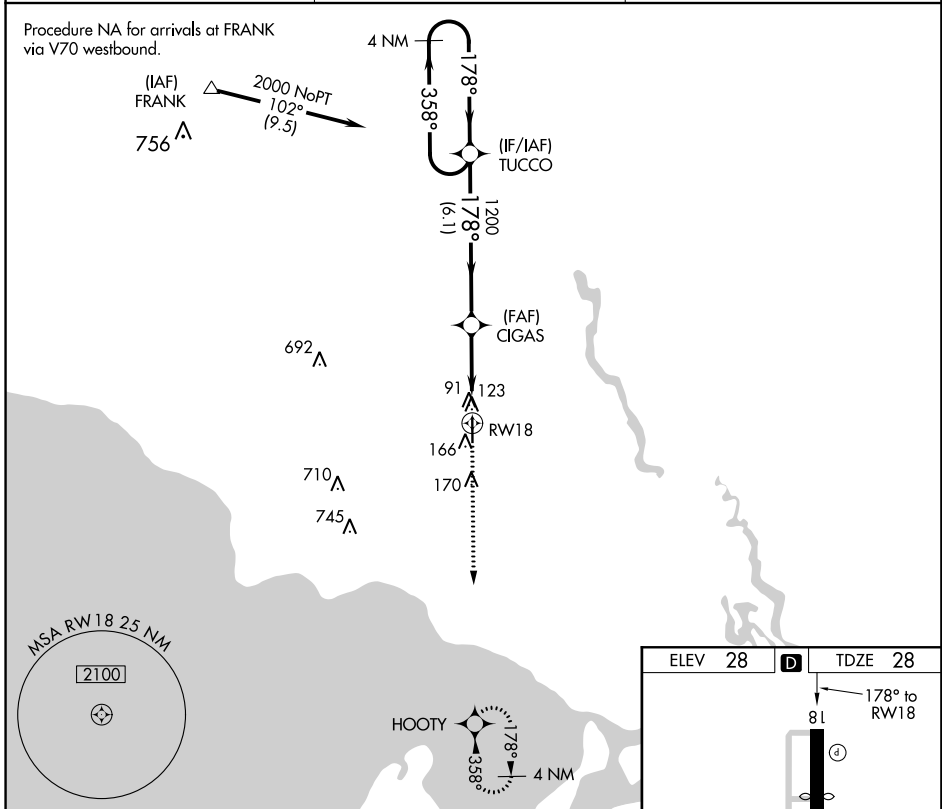 Procedure NA for arrivals at FRANK
via V70 westbound.
4 NM
178°
358°
(IAF)
FRANK
2000 NoPT
102°
(9.5)
756
(IF/IAF)
TUCCO
1200
178°
(6.1)
(FAF)
CIGAS
692
91
123
RW18
166
710
170
745
MSA RW18 25 NM
2100
HOOTY
178°
358°
4 NM
ELEV 28
D
TDZE 28
178° to
RW18
18
P